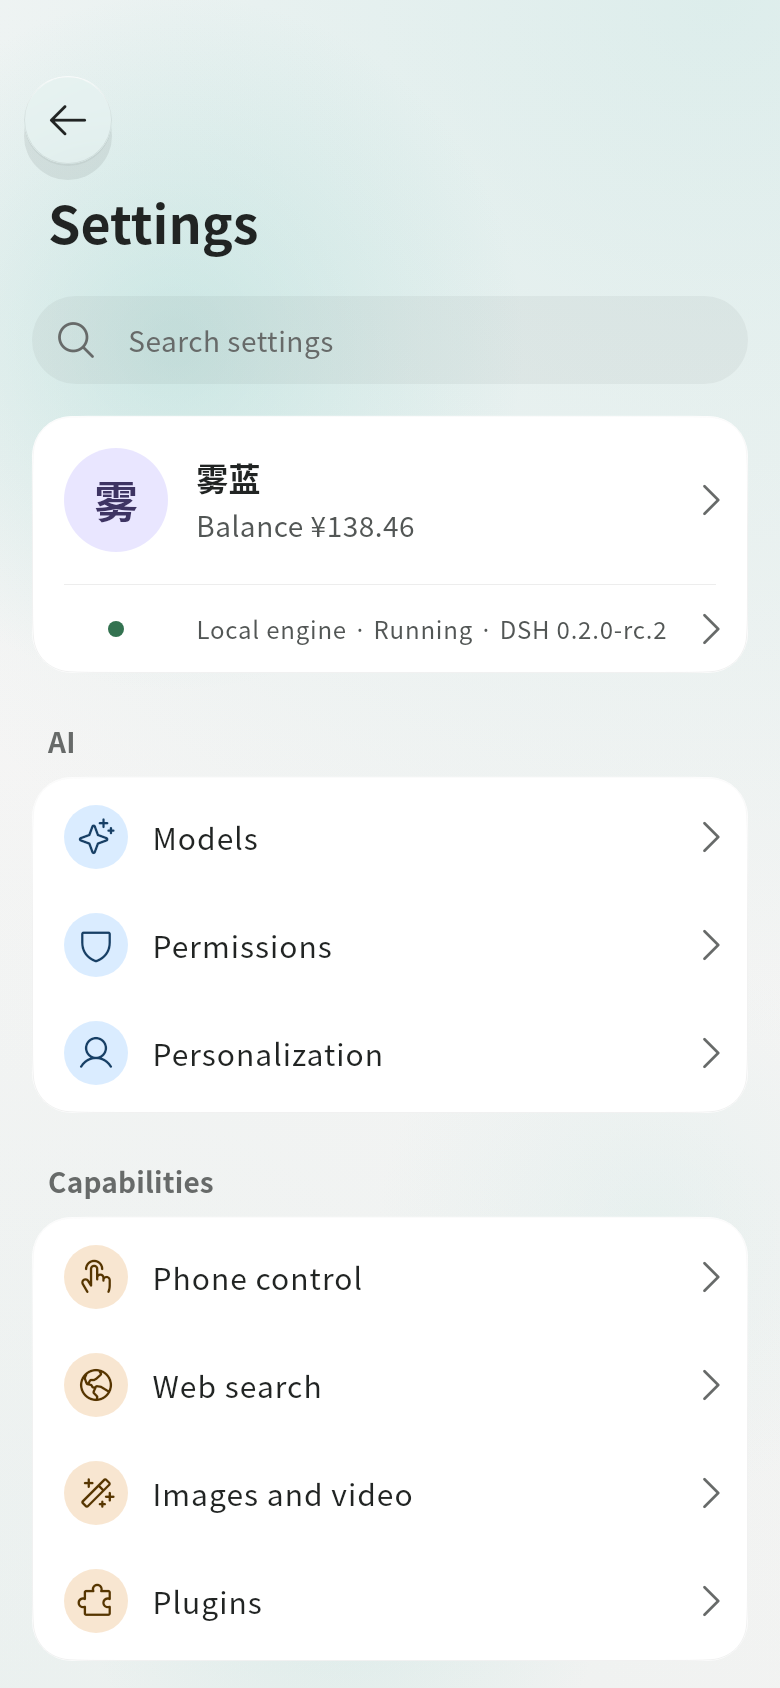 Settings
Search settings
雾
雾蓝
Balance ¥138.46
Local engine · Running · DSH 0.2.0-rc.2
AI
Models
Permissions
Personalization
Capabilities
Phone control
Web search
Images and video
Plugins